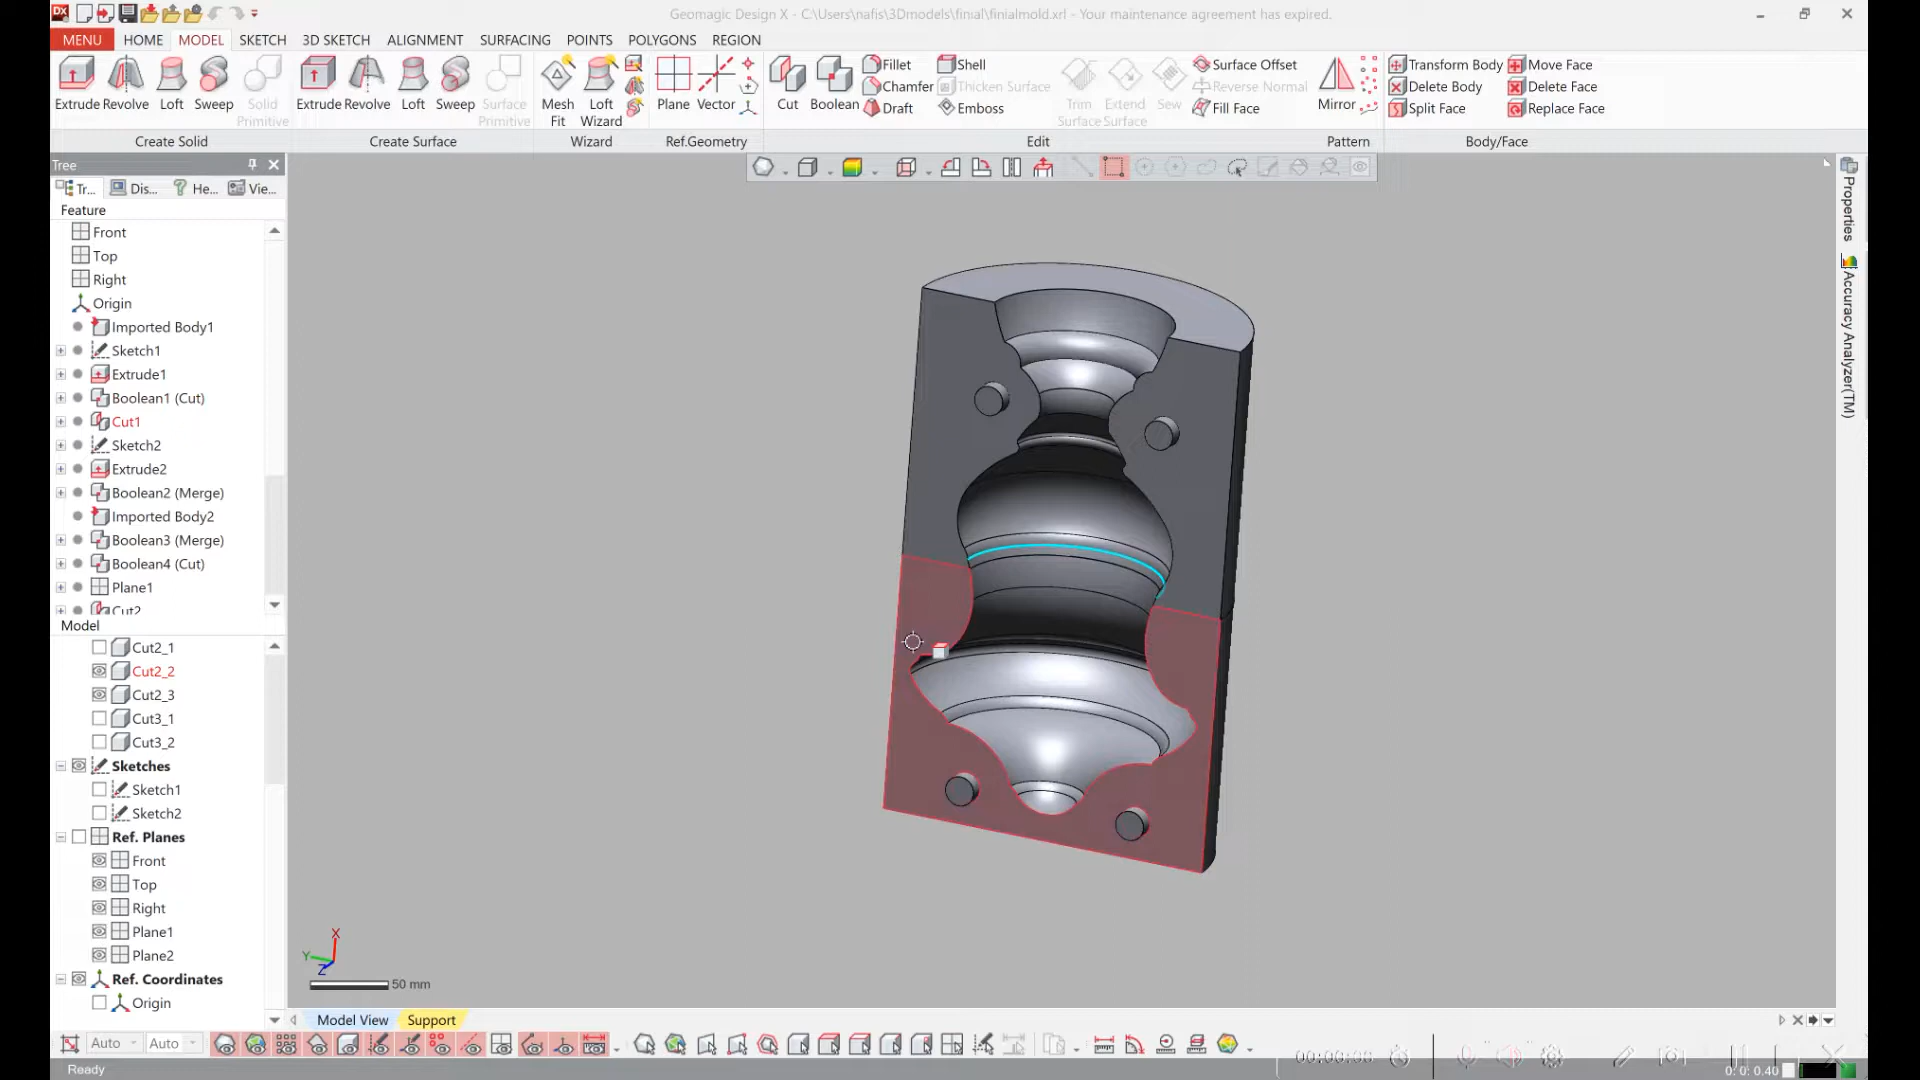 Geomagic Design X - C:\Users\nafis\3Dmodels\finial\finialmold.xrl - Your maintenance agreement has expired.
MENU HOME MODEL SKETCH 3D SKETCH ALIGNMENT SURFACING POINTS POLYGONS REGION
Extrude Revolve Loft Sweep Solid Primitive
Extrude Revolve Loft Sweep Surface Primitive
Mesh Fit Loft Wizard
Plane Vector
Cut Boolean
Fillet Shell
Chamfer Thicken Surface
Draft Emboss
Trim Surface Extend Surface Sew
Surface Offset
Reverse Normal
Fill Face
Mirror
Transform Body Move Face
Delete Body Delete Face
Split Face Replace Face
Create Solid Create Surface Wizard Ref.Geometry Edit Pattern Body/Face
Tree
Tr... Dis... He... Vie...
Feature
Front
Top
Right
Origin
Imported Body1
Sketch1
Extrude1
Boolean1 (Cut)
Cut1
Sketch2
Extrude2
Boolean2 (Merge)
Imported Body2
Boolean3 (Merge)
Boolean4 (Cut)
Plane1
Cut2
Model
Cut2_1
Cut2_2
Cut2_3
Cut3_1
Cut3_2
Sketches
Sketch1
Sketch2
Ref. Planes
Front
Top
Right
Plane1
Plane2
Ref. Coordinates
Origin
X
Y
Z
50 mm
Properties
Accuracy Analyzer(TM)
Model View Support
Auto Auto
Ready
0: 0: 0.40